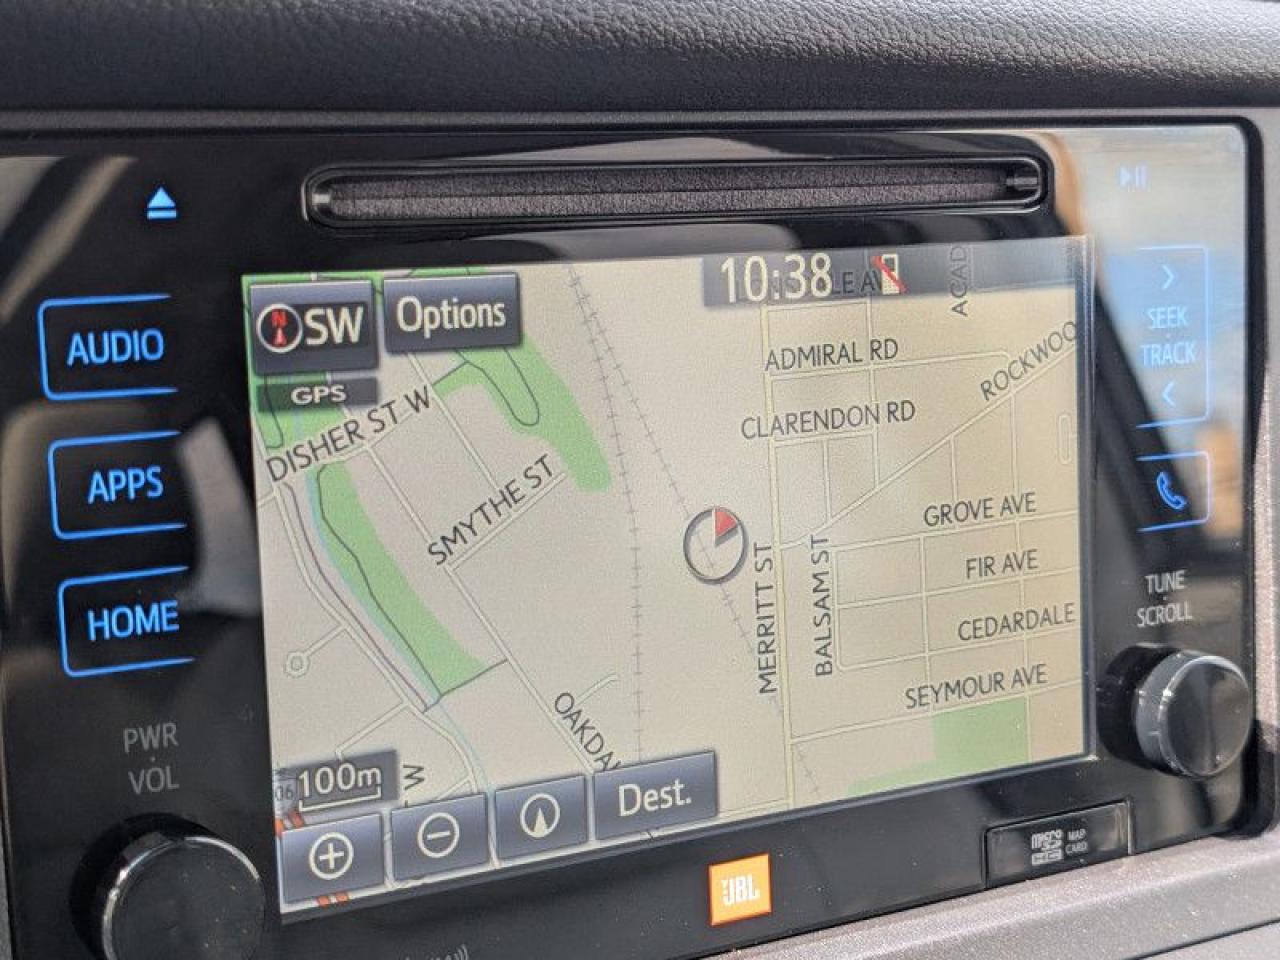 10:38
SW
Options
GPS
ADMIRAL RD
CLARENDON RD
DISHER ST W
SMYTHE ST
GROVE AVE
FIR AVE
CEDARDALE
SEYMOUR AVE
MERRITT ST
BALSAM ST
100m
Dest.
AUDIO
APPS
HOME
PWR
VOL
SEEK
TRACK
TUNE
SCROLL
JBL
micro
HC
MAP
CARD